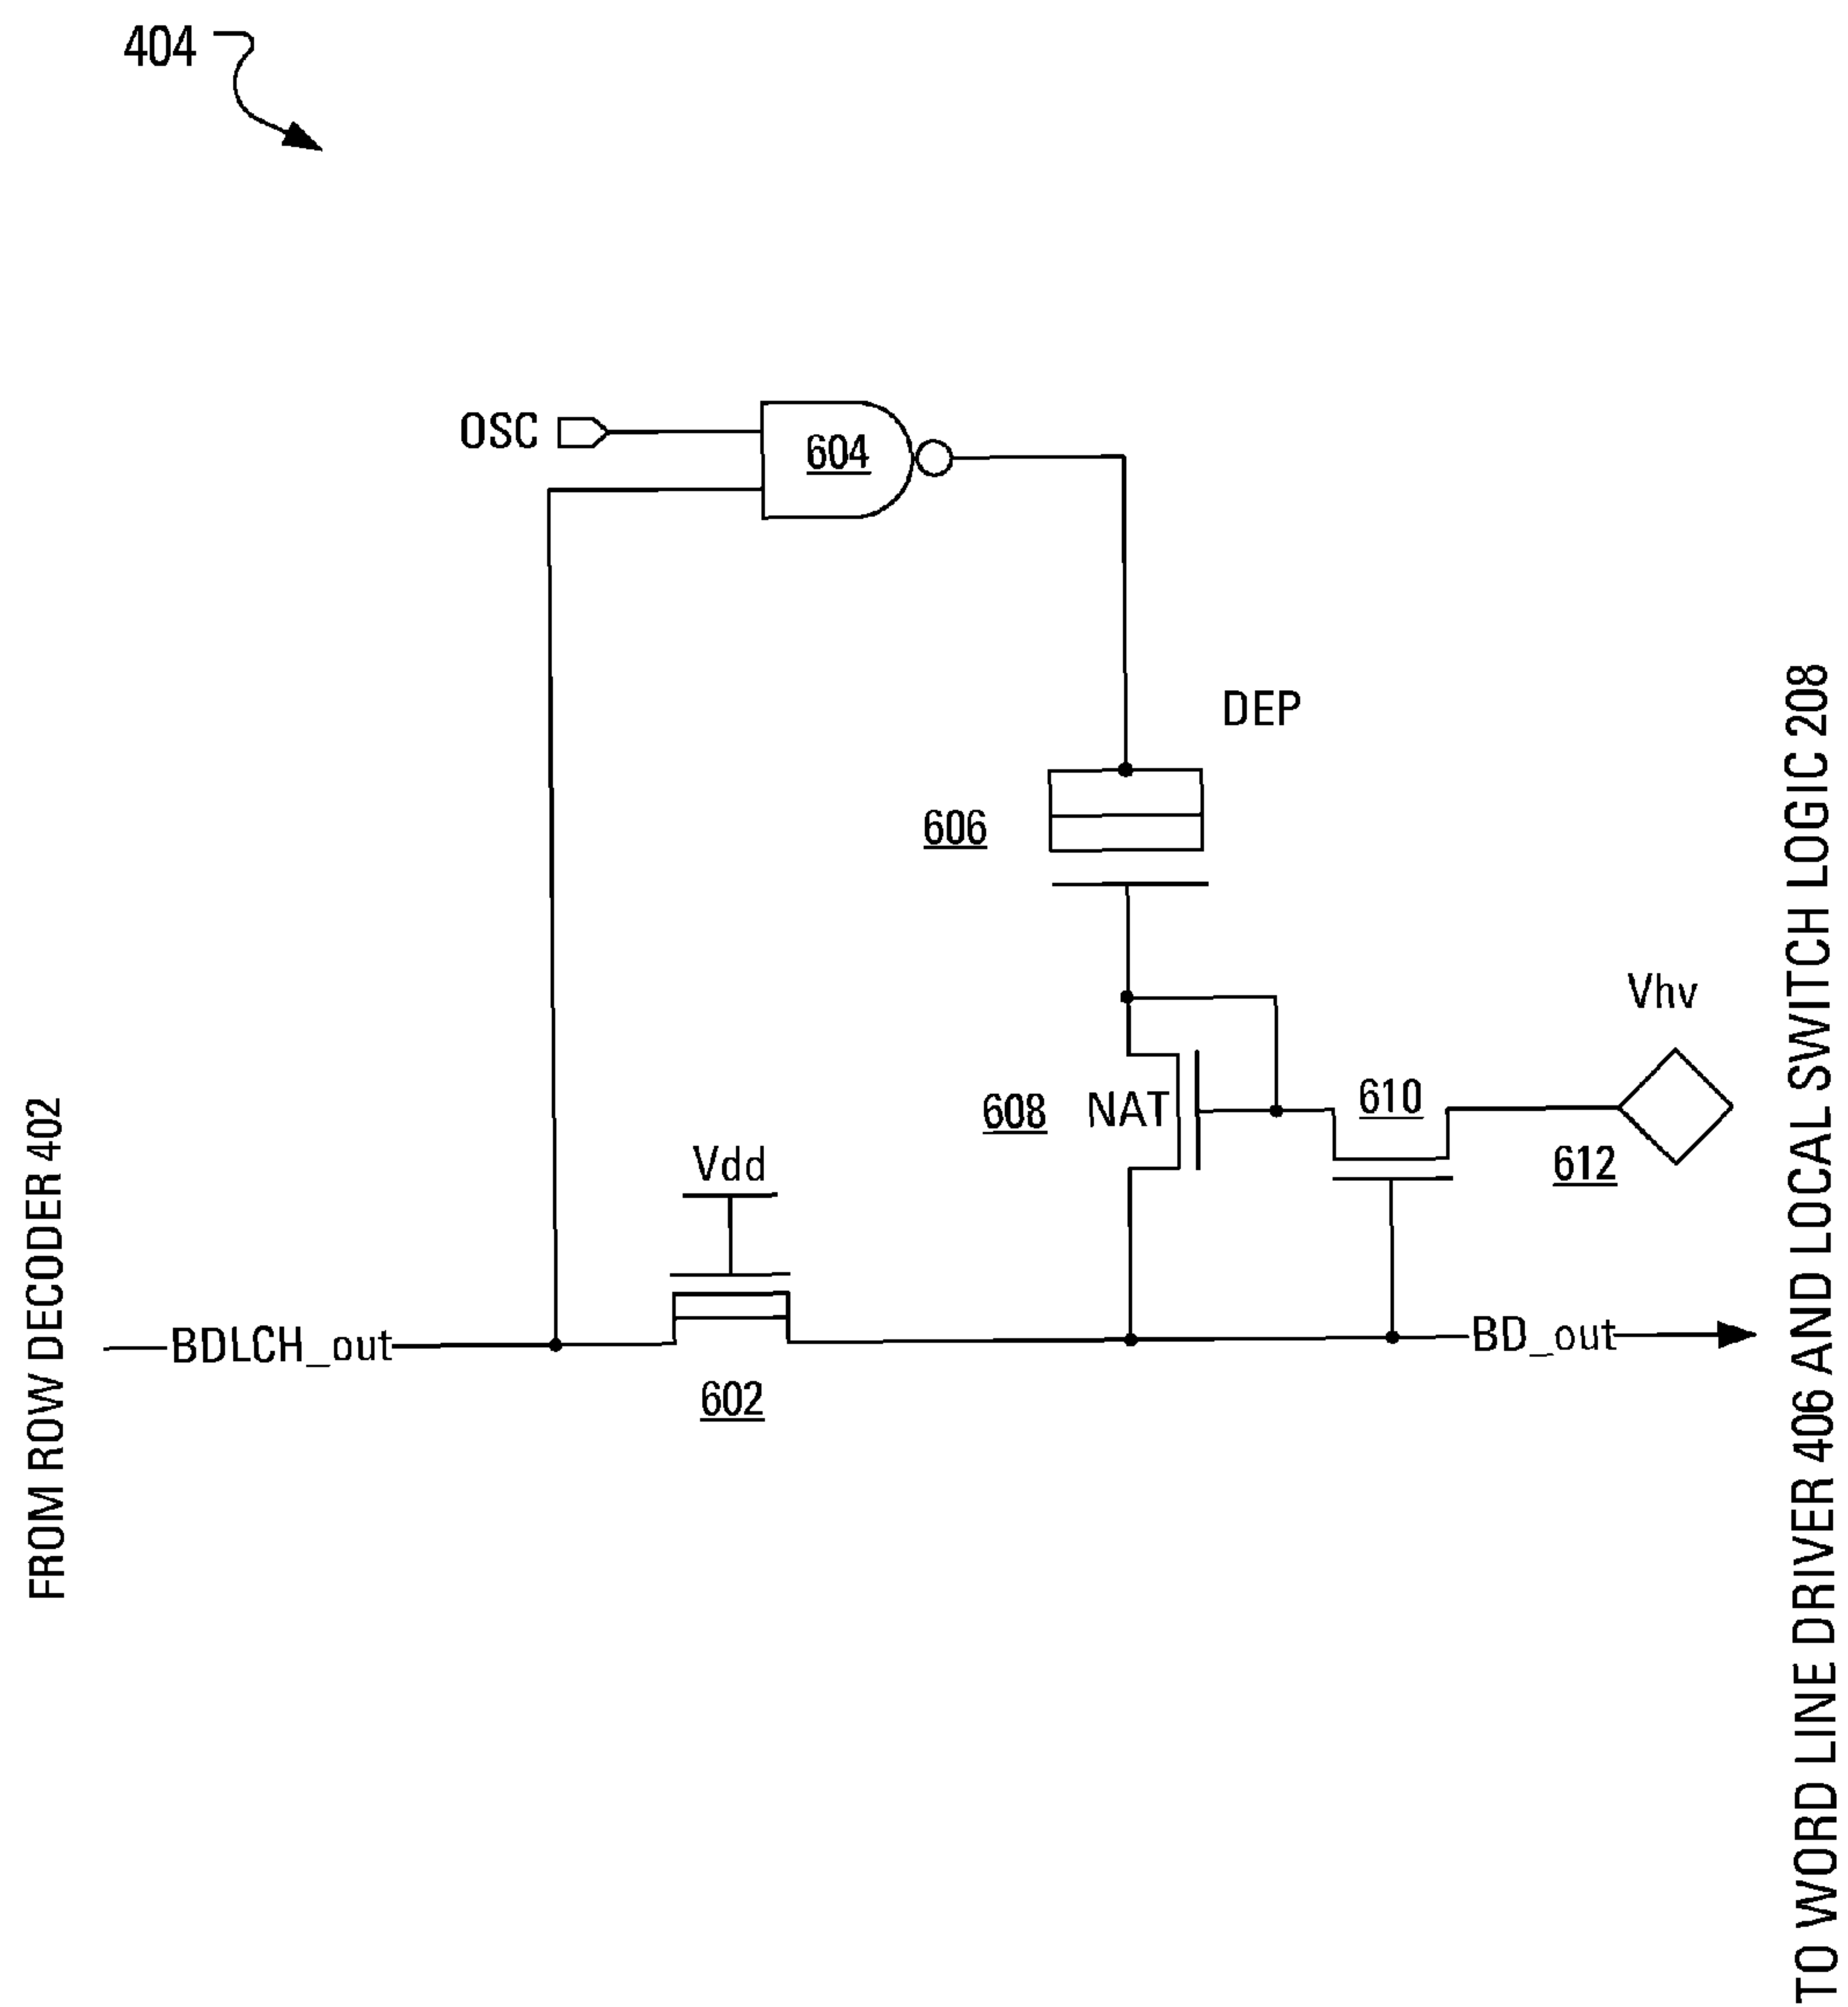 404
OSC
604
DEP
606
Vhv
608
NAT
610
612
Vdd
BDLCH_out
BD_out
602
FROM ROW DECODER 402
TO WORD LINE DRIVER 406 AND LOCAL SWITCH LOGIC 208